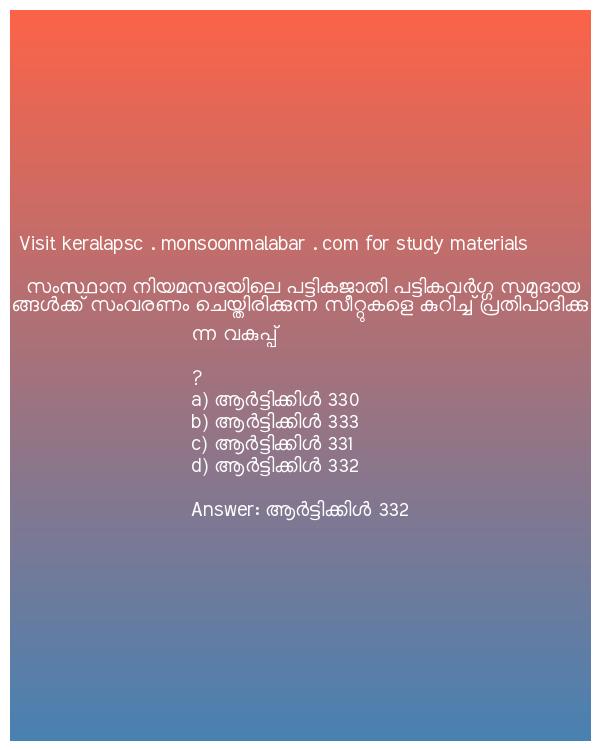 Visit keralapsc . monsoonmalabar . com for study materials
സംസ്ഥാന നിയമസഭയിലെ പട്ടികജാതി പട്ടികവർഗ്ഗ സമുദായ
ങ്ങൾക്ക് സംവരണം ചെയ്തിരിക്കുന്ന സീറ്റുകളെ കുറിച്ച് പ്രതിപാദിക്കു
ന്ന വകുപ്പ്
?
a) ആർട്ടിക്കിൾ 330
b) ആർട്ടിക്കിൾ 333
c) ആർട്ടിക്കിൾ 331
d) ആർട്ടിക്കിൾ 332
Answer: ആർട്ടിക്കിൾ 332